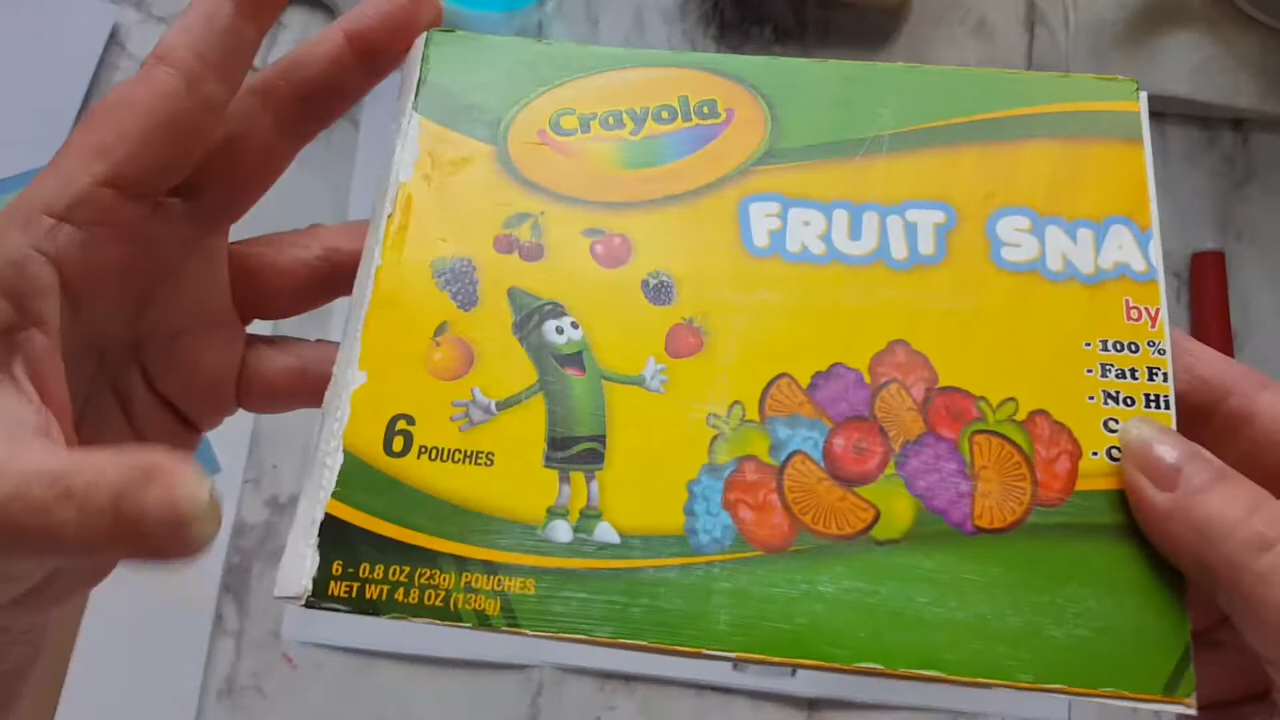 Crayola
FRUIT SNA
by
- 100 %
- Fat Fr
- No Hi
C
- C
6 POUCHES
6 - 0.8 OZ (23g) POUCHES
NET WT 4.8 OZ (138g)